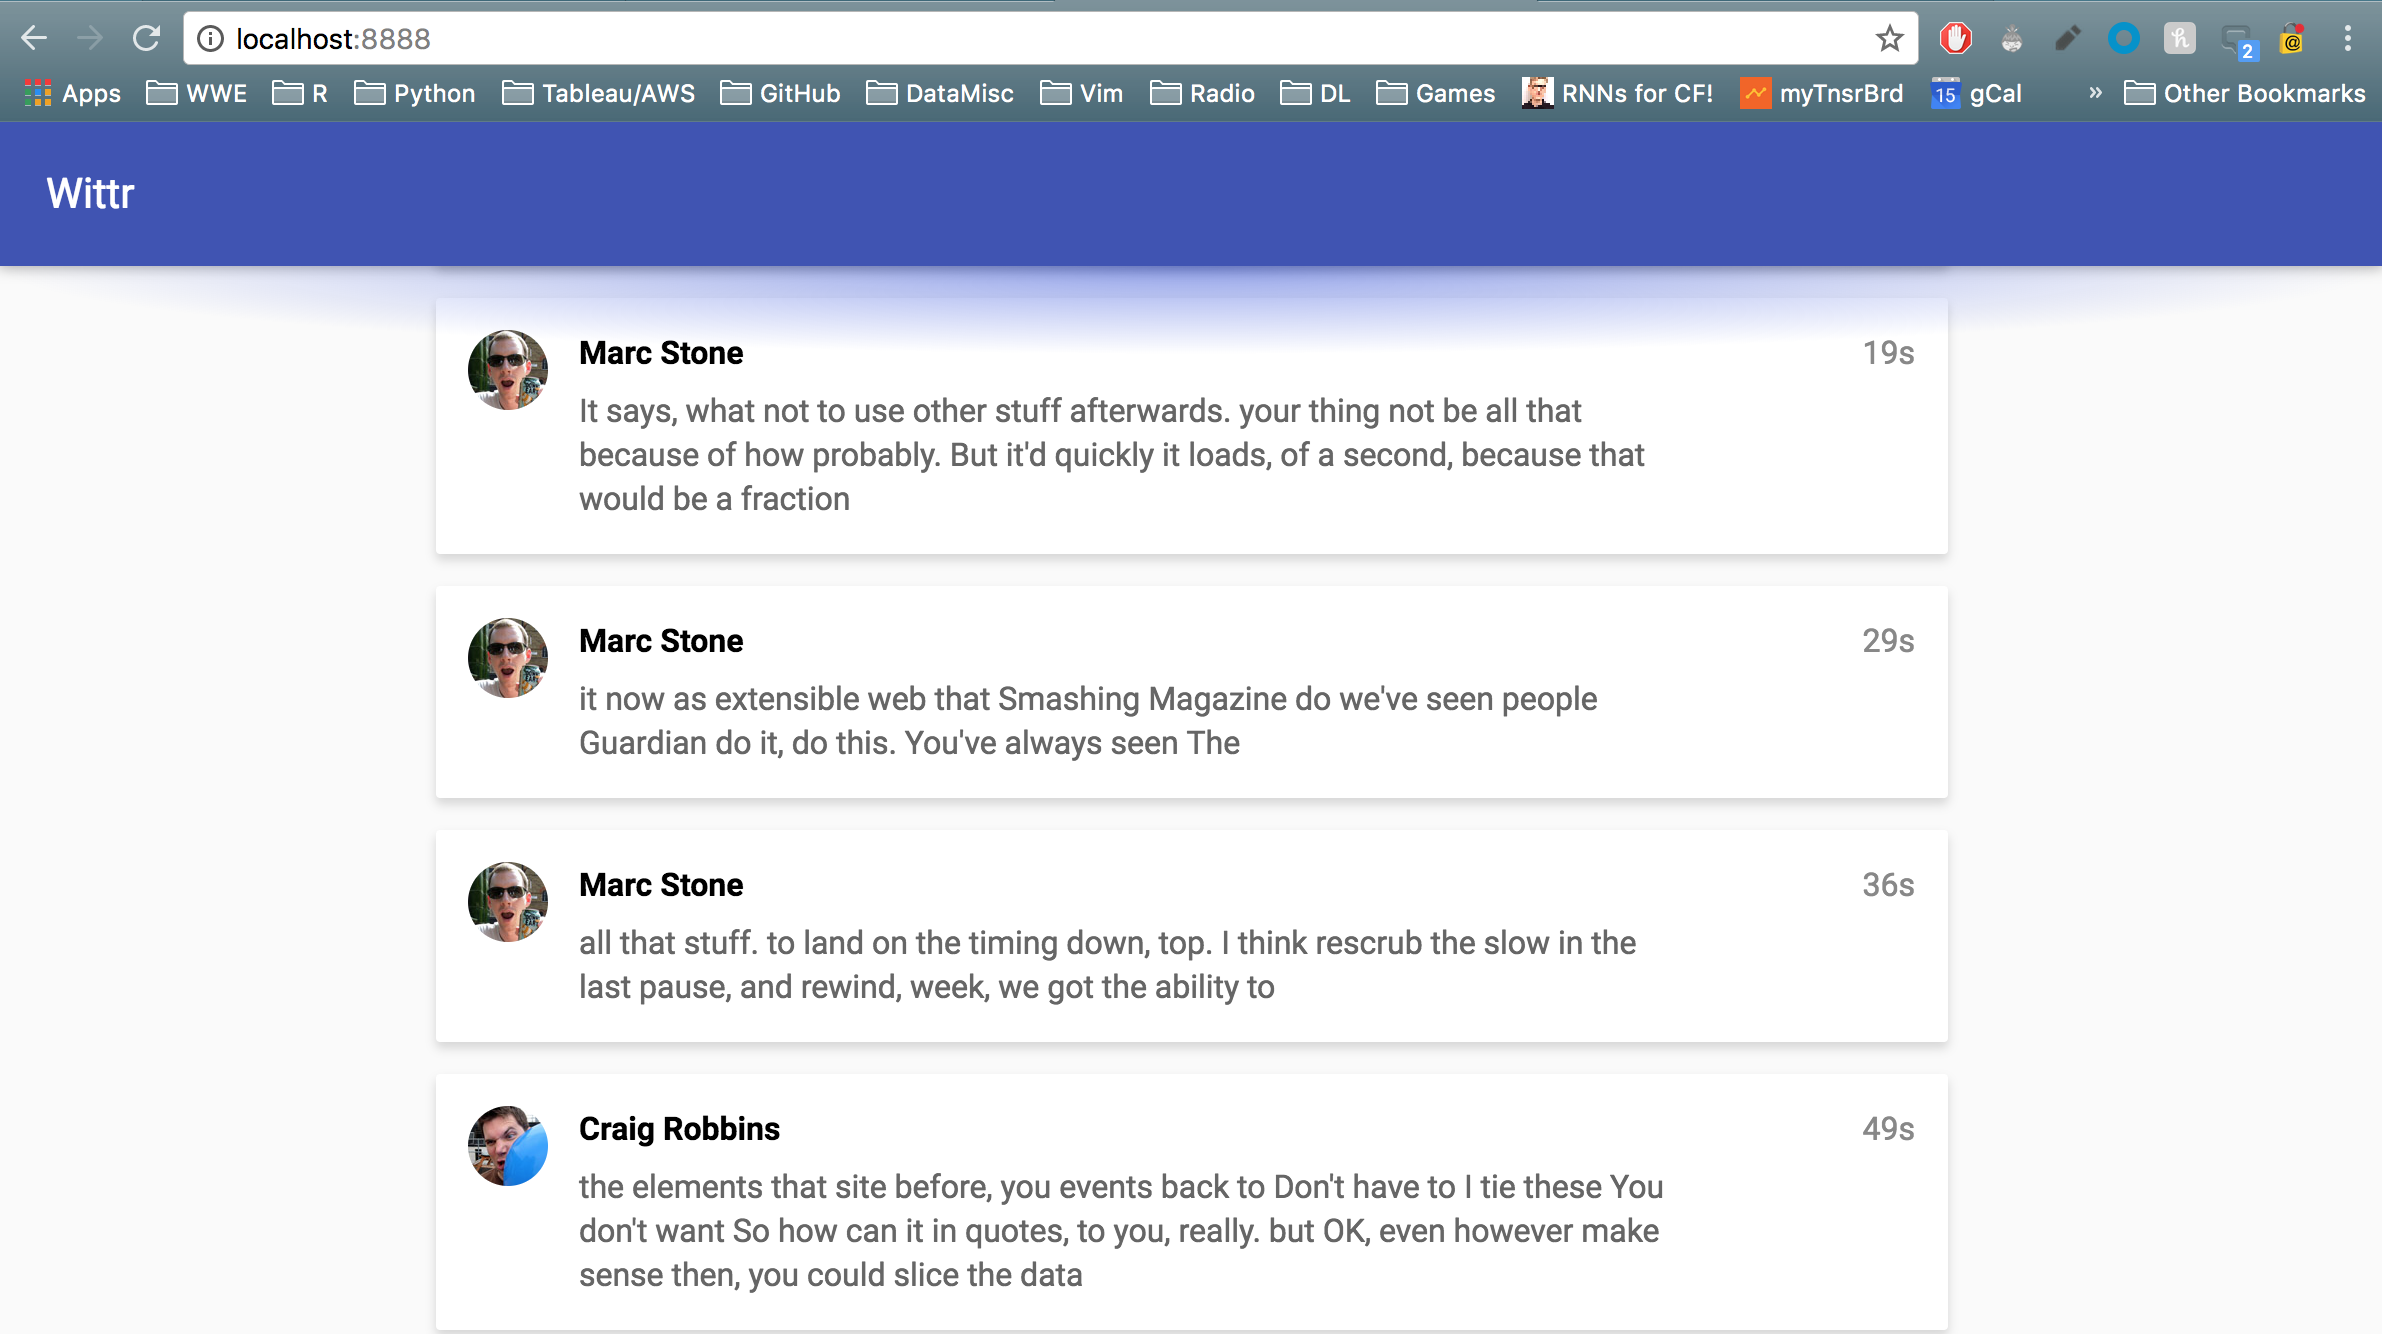 localhost:8888
2
@
Apps WWE R Python Tableau/AWS GitHub DataMisc Vim Radio DL Games RNNs for CF! myTnsrBrd 15 gCal » Other Bookmarks
Wittr
Marc Stone 19s
It says, what not to use other stuff afterwards. your thing not be all that
because of how probably. But it'd quickly it loads, of a second, because that
would be a fraction
Marc Stone 29s
it now as extensible web that Smashing Magazine do we've seen people
Guardian do it, do this. You've always seen The
Marc Stone 36s
all that stuff. to land on the timing down, top. I think rescrub the slow in the
last pause, and rewind, week, we got the ability to
Craig Robbins 49s
the elements that site before, you events back to Don't have to I tie these You
don't want So how can it in quotes, to you, really. but OK, even however make
sense then, you could slice the data